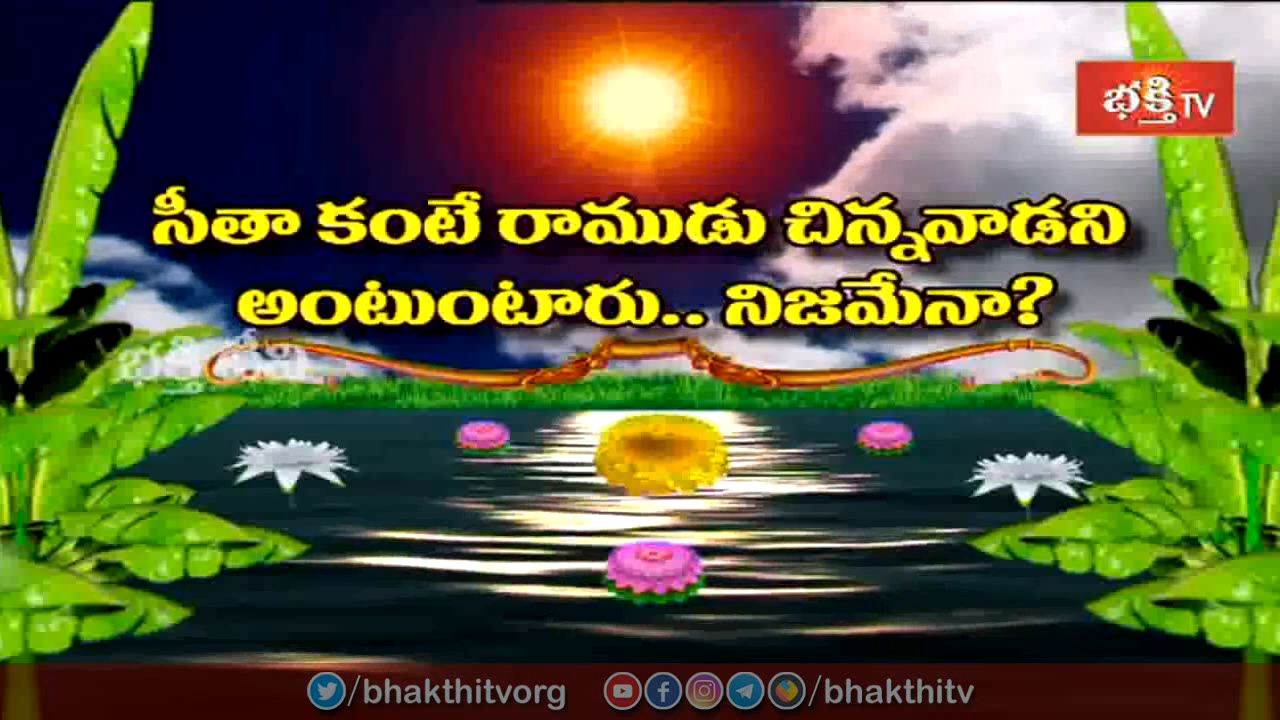 భక్తి TV
సీతా కంటే రాముడు చిన్నవాడని
అంటుంటారు.. నిజమేనా?
/bhakthitvorg /bhakthitv